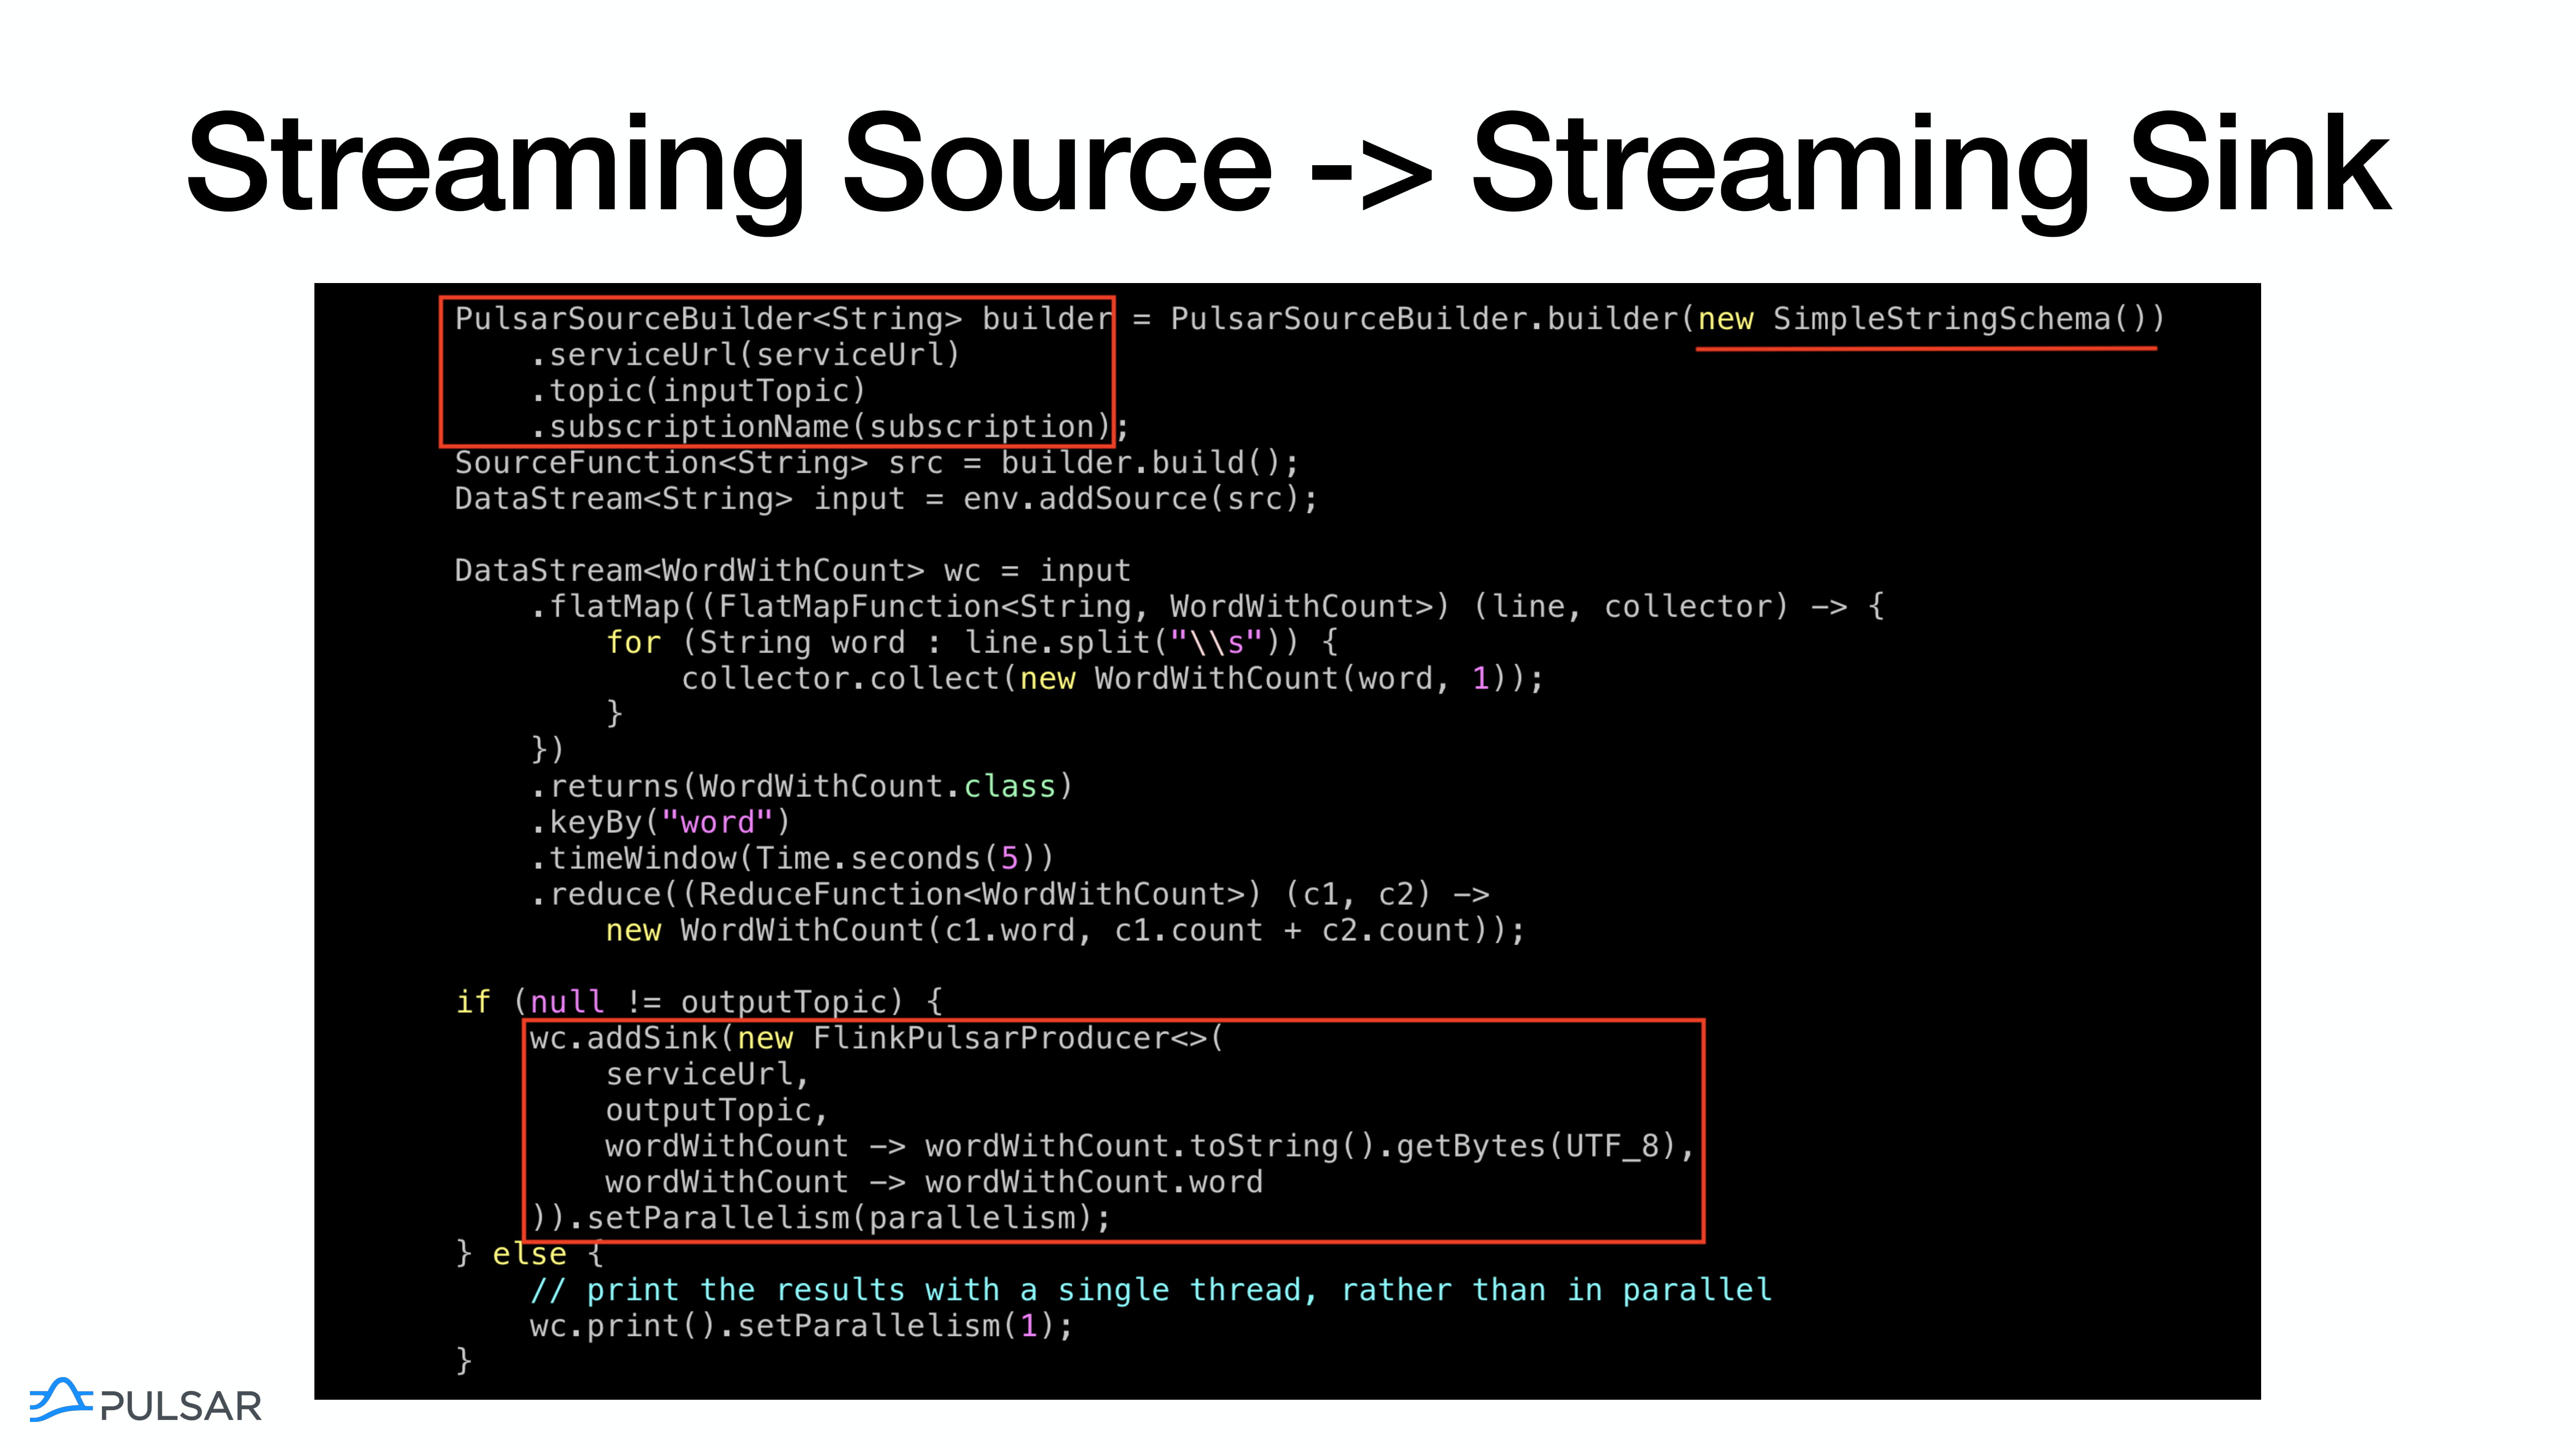 Streaming Source -> Streaming Sink
PulsarSourceBuilder<String> builder = PulsarSourceBuilder.builder(new SimpleStringSchema())
    .serviceUrl(serviceUrl)
    .topic(inputTopic)
    .subscriptionName(subscription);
SourceFunction<String> src = builder.build();
DataStream<String> input = env.addSource(src);

DataStream<WordWithCount> wc = input
    .flatMap((FlatMapFunction<String, WordWithCount>) (line, collector) -> {
        for (String word : line.split("\\s")) {
            collector.collect(new WordWithCount(word, 1));
        }
    })
    .returns(WordWithCount.class)
    .keyBy("word")
    .timeWindow(Time.seconds(5))
    .reduce((ReduceFunction<WordWithCount>) (c1, c2) ->
        new WordWithCount(c1.word, c1.count + c2.count));

if (null != outputTopic) {
    wc.addSink(new FlinkPulsarProducer<>(
        serviceUrl,
        outputTopic,
        wordWithCount -> wordWithCount.toString().getBytes(UTF_8),
        wordWithCount -> wordWithCount.word
    )).setParallelism(parallelism);
} else {
    // print the results with a single thread, rather than in parallel
    wc.print().setParallelism(1);
}
PULSAR